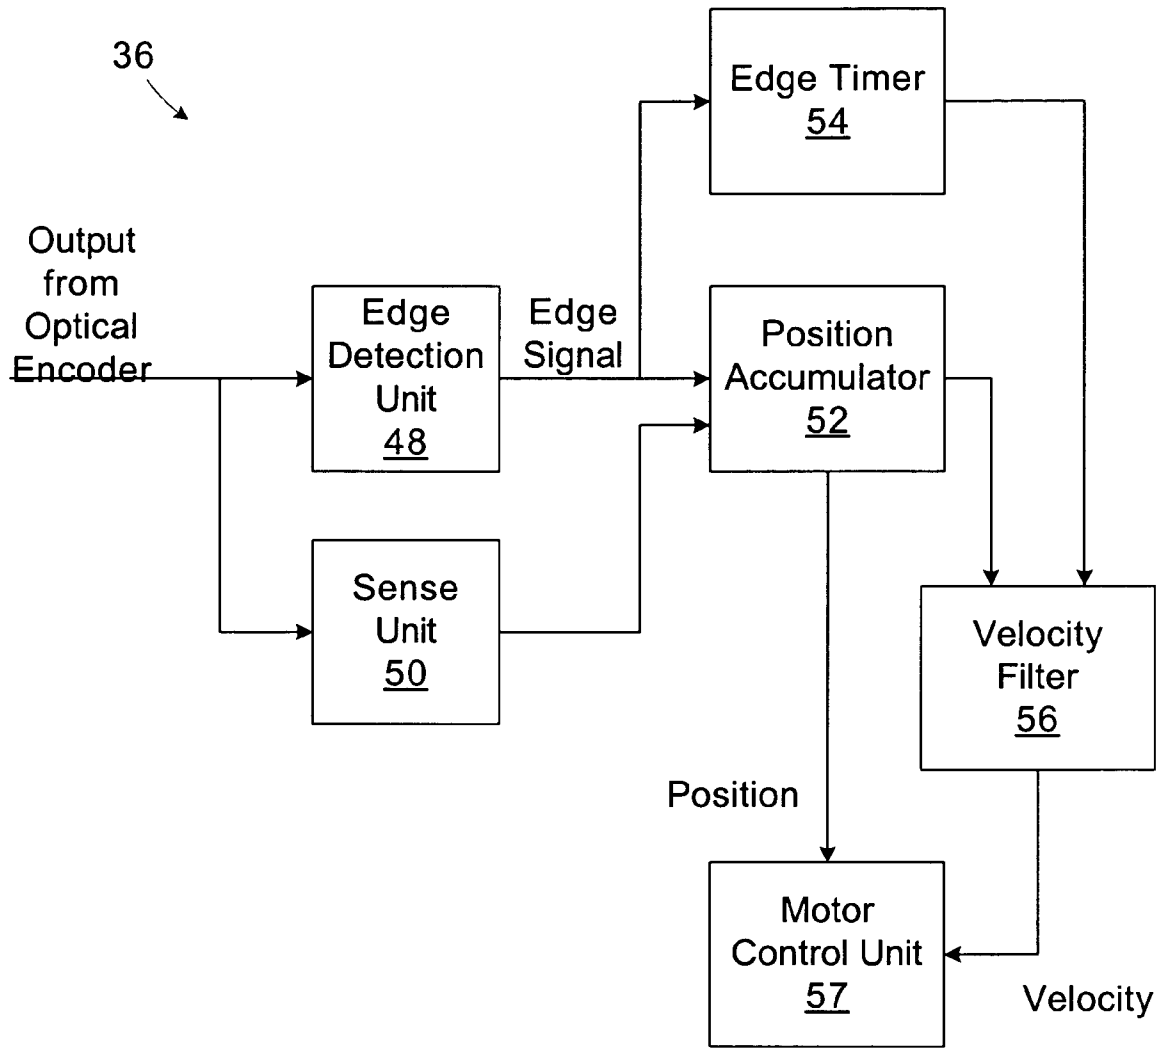 36
Edge Timer
54
Output
from
Optical
Encoder
Edge
Detection
Unit
48
Edge
Signal
Position
Accumulator
52
Sense
Unit
50
Velocity
Filter
56
Position
Motor
Control Unit
57
Velocity